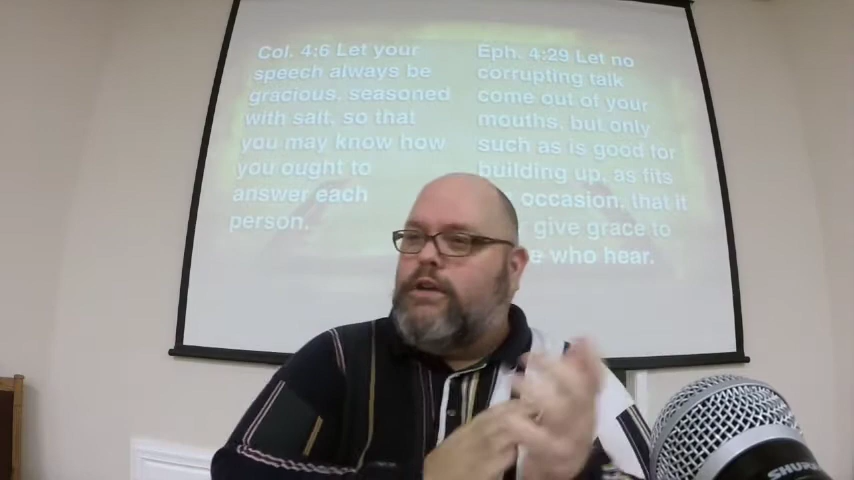 Col. 4:6 Let your
speech always be
gracious, seasoned
with salt, so that
you may know how
you ought to
answer each
person.
Eph. 4:29 Let no
corrupting talk
come out of your
mouths, but only
such as is good for
building up, as fits
occasion, that it
give grace to
who hear.
SHURE